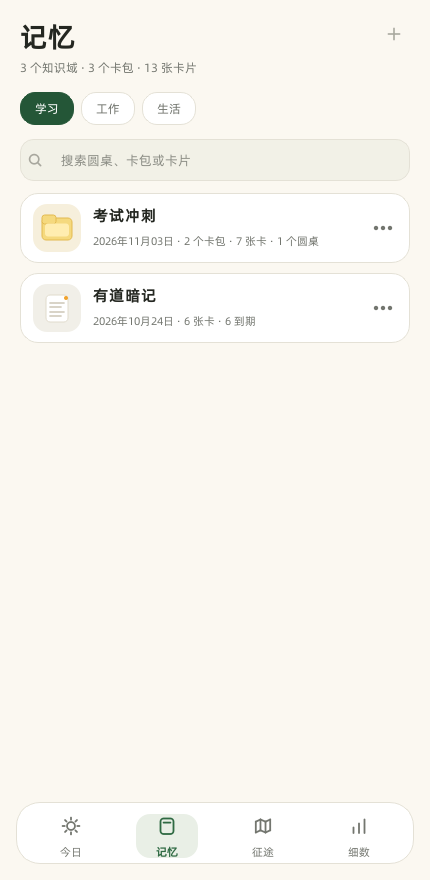 记忆
3 个知识域 · 3 个卡包 · 13 张卡片
学习 工作 生活
搜索圆桌、卡包或卡片
考试冲刺
2026年11月03日 · 2 个卡包 · 7 张卡 · 1 个圆桌
有道暗记
2026年10月24日 · 6 张卡 · 6 到期
今日 记忆 征途 细数